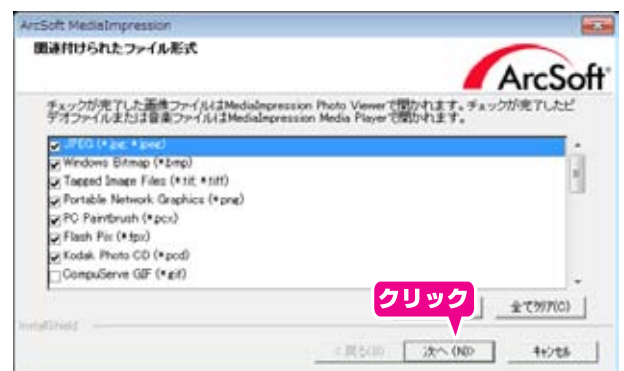 ArcSoft MediaImpression
関連付けられたファイル形式
ArcSoft
チェックが完了した画像ファイルはMediaImpression Photo Viewerで開かれます。チェックが完了したビ
デオファイルまたは音楽ファイルはMediaImpression Media Playerで開かれます。
JPEG (*.jpg; *.jpeg)
Windows Bitmap (*.bmp)
Tagged Image Files (*.tif; *.tiff)
Portable Network Graphics (*.png)
PC Paintbrush (*.pcx)
Flash Pix (*.fpx)
Kodak Photo CD (*.pcd)
CompuServe GIF (*.gif)
クリック
全てクリア(C)
InstallShield
< 戻る(B)
次へ (N)>
キャンセル